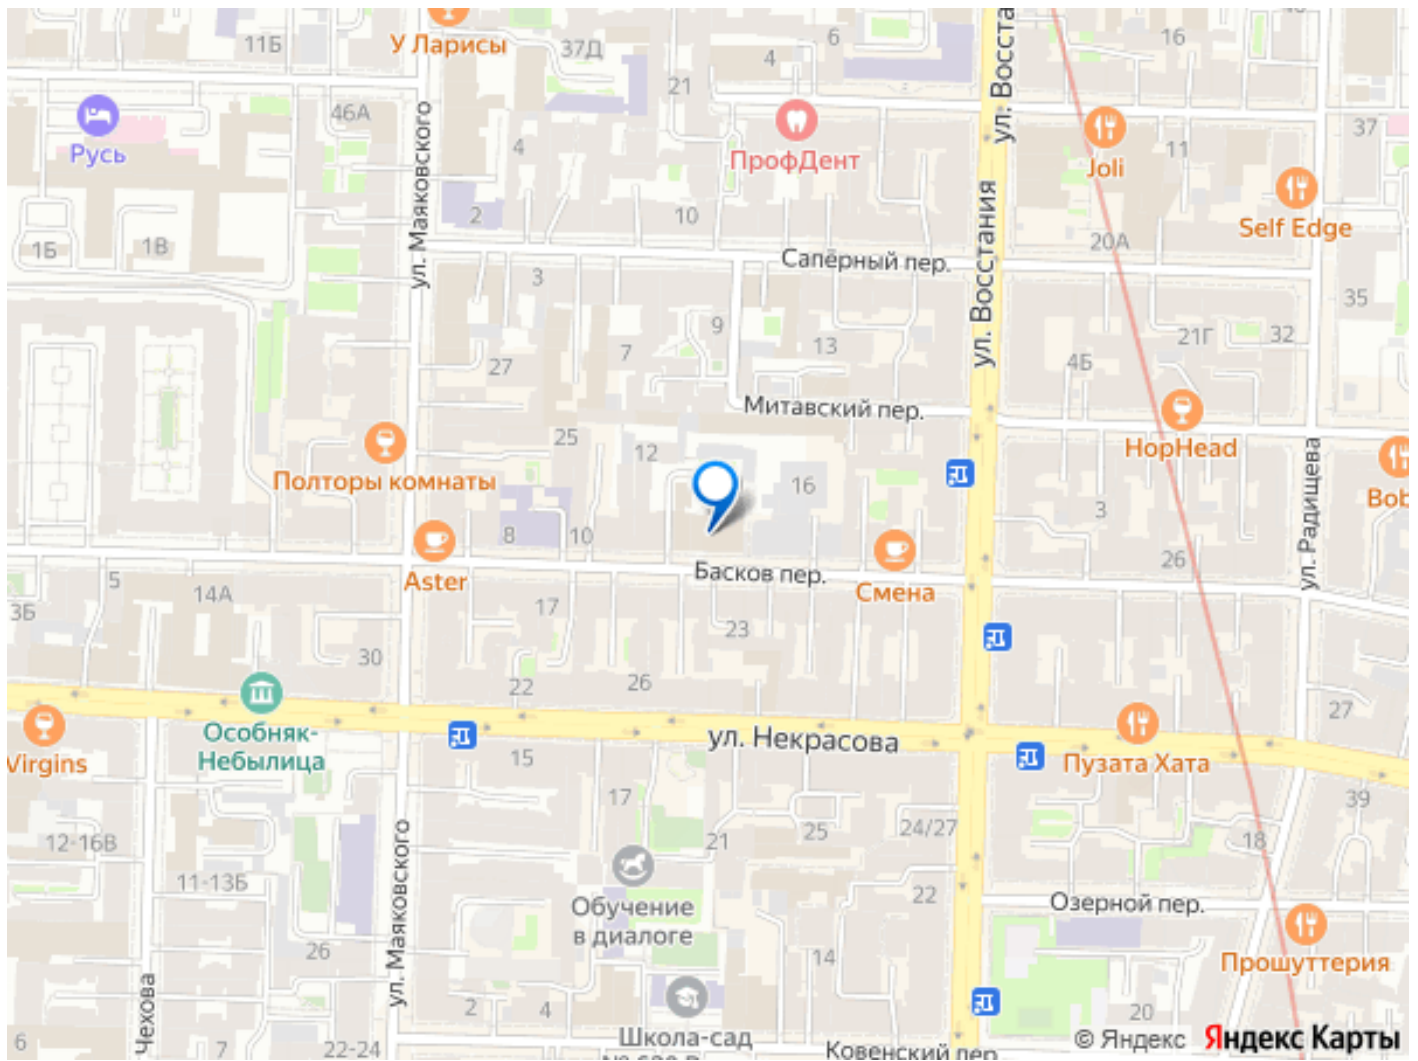 11Б
У Ларисы
37Д
4
6
16
ул. Восста
21
46А
37
Русь
4
ПрофДент
Joli
11
ул. Маяковского
ул. Восстания
2
10
Self Edge
1Б
1В
20А
Сапёрный пер.
3
35
9
7
13
21Г
32
27
4Б
Митавский пер.
25
12
HopHead
Полторы комнаты
16
Bob
ул. Радищева
3
8
10
Aster
Басков пер.
Смена
26
5
14А
3Б
17
23
30
22
26
27
Особняк-
Небылица
ул. Некрасова
Virgins
15
Пузата Хата
17
39
12-16В
21
25
24/27
18
ул. Маяковского
11-13Б
22
Обучение
в диалоге
Озерной пер.
26
14
Прошуттерия
Чехова
2
4
20
Школа-сад
6
7
22-24
Ковенский пер.
© Яндекс Яндекс Карты